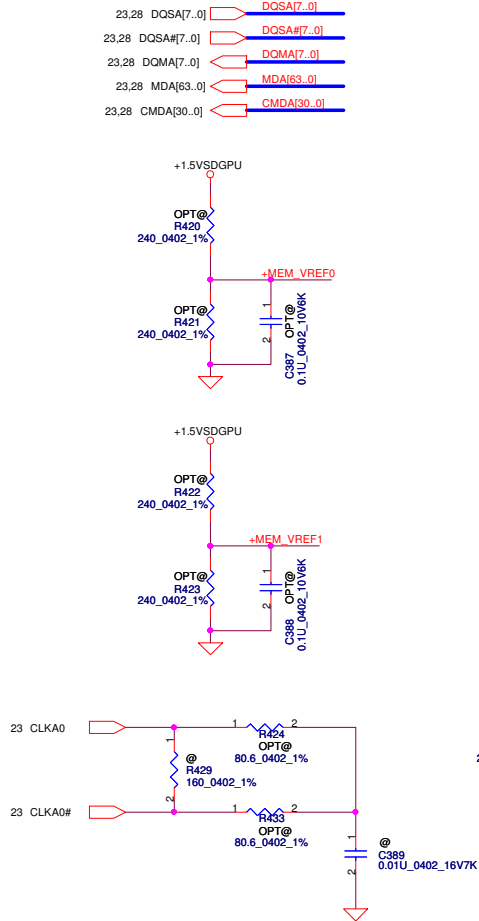 23,28 DQSA[7..0] DQSA[7..0]
23,28 DQSA#[7..0] DQSA#[7..0]
23,28 DQMA[7..0] DQMA[7..0]
23,28 MDA[63..0] MDA[63..0]
23,28 CMDA[30..0] CMDA[30..0]
+1.5VSDGPU
OPT@
R420
240_0402_1%
+MEM_VREF0
OPT@
R421
240_0402_1%
1
2
C387 OPT@
0.1U_0402_10V6K
+1.5VSDGPU
OPT@
R422
240_0402_1%
+MEM_VREF1
OPT@
R423
240_0402_1%
1
2
C388 OPT@
0.1U_0402_10V6K
23 CLKA0
1 2
R424
OPT@
80.6_0402_1%
1
@
R429
160_0402_1%
2
23 CLKA0#
1 2
R433
OPT@
80.6_0402_1%
1
2
@
C389
0.01U_0402_16V7K
2